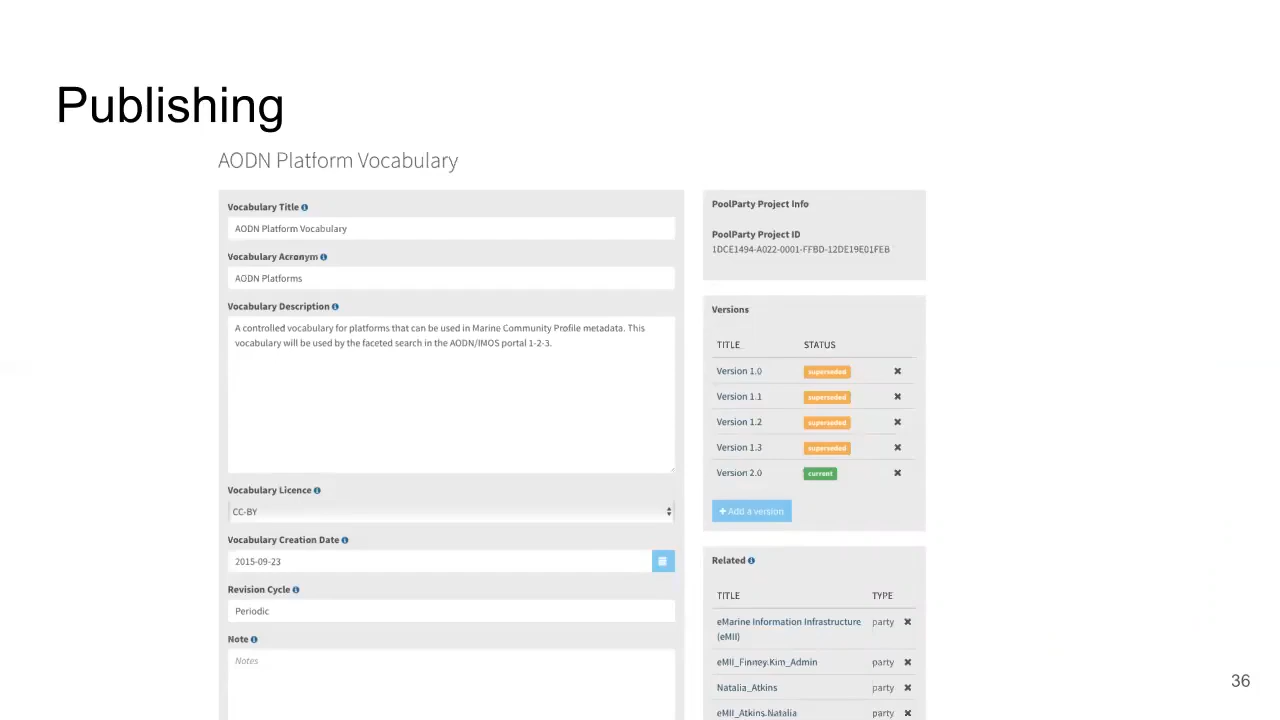 Publishing
AODN Platform Vocabulary
Vocabulary Title
AODN Platform Vocabulary
Vocabulary Acronym
AODN Platforms
Vocabulary Description
A controlled vocabulary for platforms that can be used in Marine Community Profile metadata. This
vocabulary will be used by the faceted search in the AODN/IMOS portal 1-2-3.
Vocabulary Licence
CC-BY
Vocabulary Creation Date
2015-09-23
Revision Cycle
Periodic
Note
Notes
PoolParty Project Info
PoolParty Project ID
1DCE1494-A022-0001-FFBD-12DE19E01FEB
Versions
TITLE STATUS
Version 1.0 superseded
Version 1.1 superseded
Version 1.2 superseded
Version 1.3 superseded
Version 2.0 current
+ Add a version
Related
TITLE TYPE
eMarine Information Infrastructure party
(eMII)
eMII_Finney.Kim_Admin party
Natalia_Atkins party
eMII_Atkins.Natalia party
36